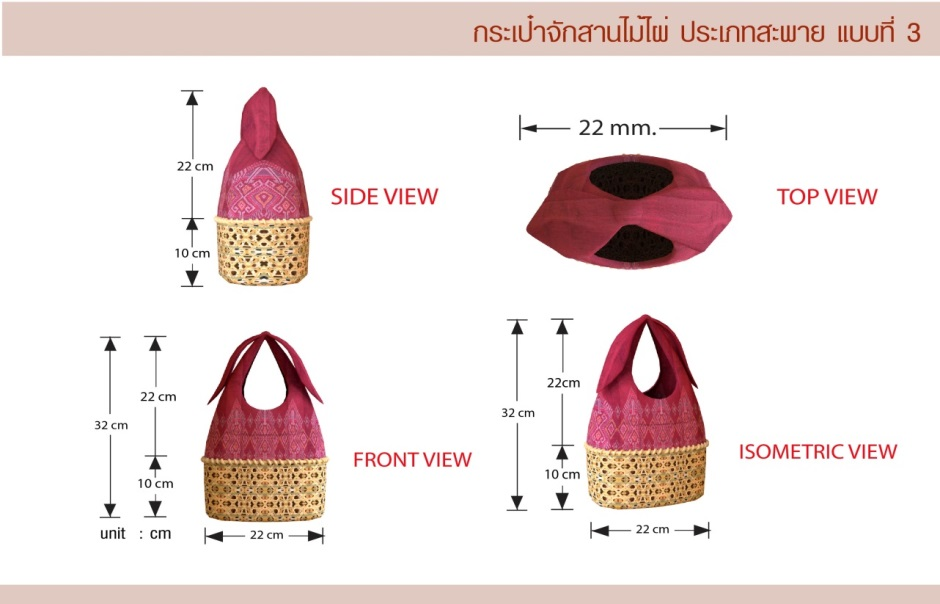 กระเป๋าจักสานไม้ไผ่ ประเภทสะพาย แบบที่ 3
22 cm
10 cm
SIDE VIEW
22 mm.
TOP VIEW
32 cm
22 cm
10 cm
unit : cm
22 cm
FRONT VIEW
32 cm
22cm
10 cm
22 cm
ISOMETRIC VIEW